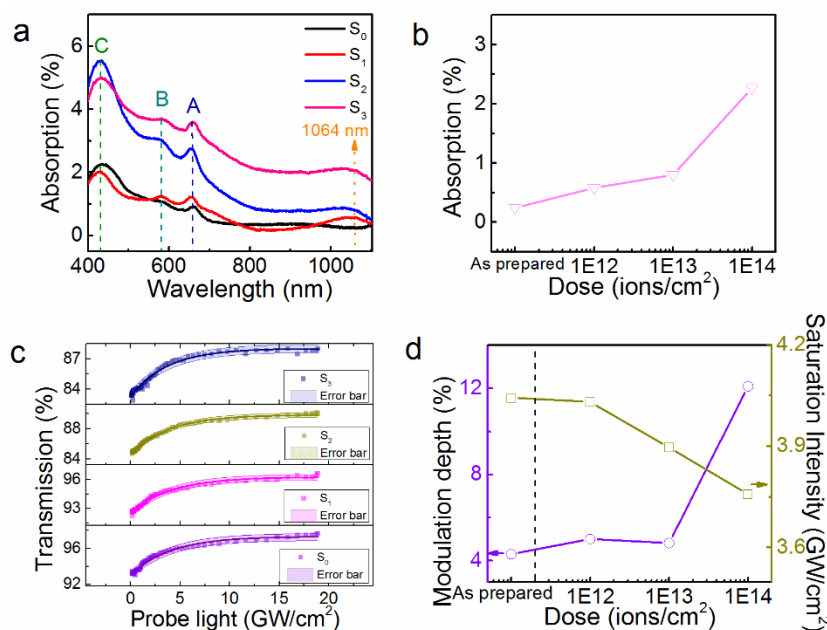 a
Absorption (%)
6
4
2
0
C
B
A
S₀
S₁
S₂
S₃
1064 nm
400 600 800 1000
Wavelength (nm)
b
Absorption (%)
3
2
1
0
As prepared 1E12 1E13 1E14
Dose (ions/cm²)
c
Transmission (%)
87
84
S₃
Error bar
88
84
S₂
Error bar
96
93
S₁
Error bar
96
92
S₀
Error bar
0 5 10 15 20
Probe light (GW/cm²)
d
Modulation depth (%)
12
8
4
Saturation Intensity (GW/cm²)
4.2
3.9
3.6
As prepared 1E12 1E13 1E14
Dose (ions/cm²)